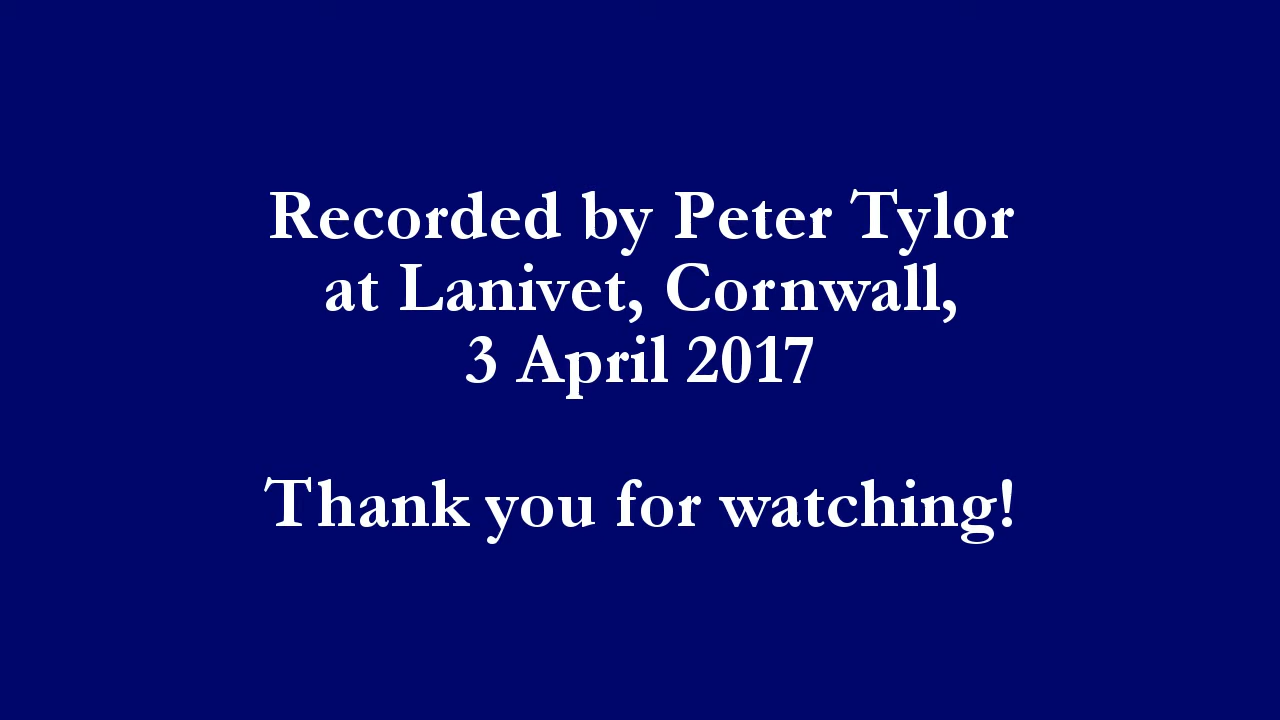 Recorded by Peter Tylor
at Lanivet, Cornwall,
3 April 2017
Thank you for watching!